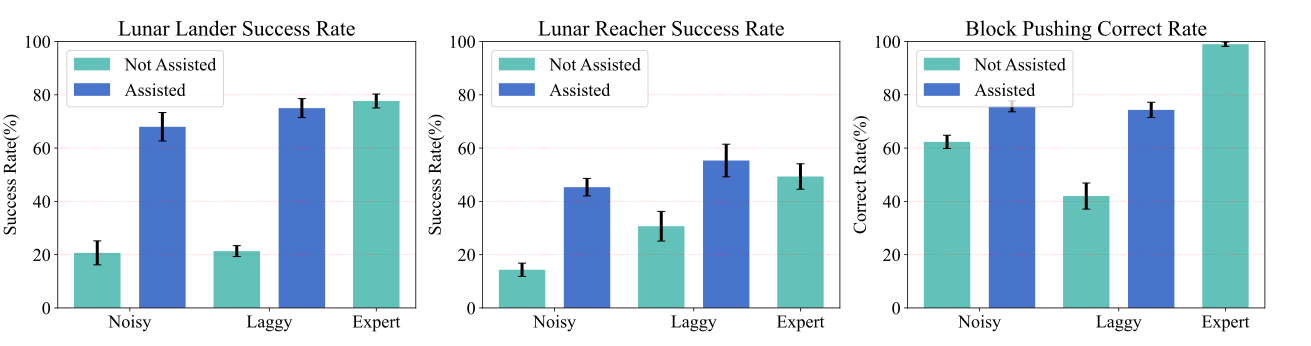 Lunar Lander Success Rate
Success Rate(%)
100
80
60
40
20
0
Not Assisted
Assisted
Noisy
Laggy
Expert
Lunar Reacher Success Rate
Success Rate(%)
100
80
60
40
20
0
Not Assisted
Assisted
Noisy
Laggy
Expert
Block Pushing Correct Rate
Correct Rate(%)
100
80
60
40
20
0
Not Assisted
Assisted
Noisy
Laggy
Expert